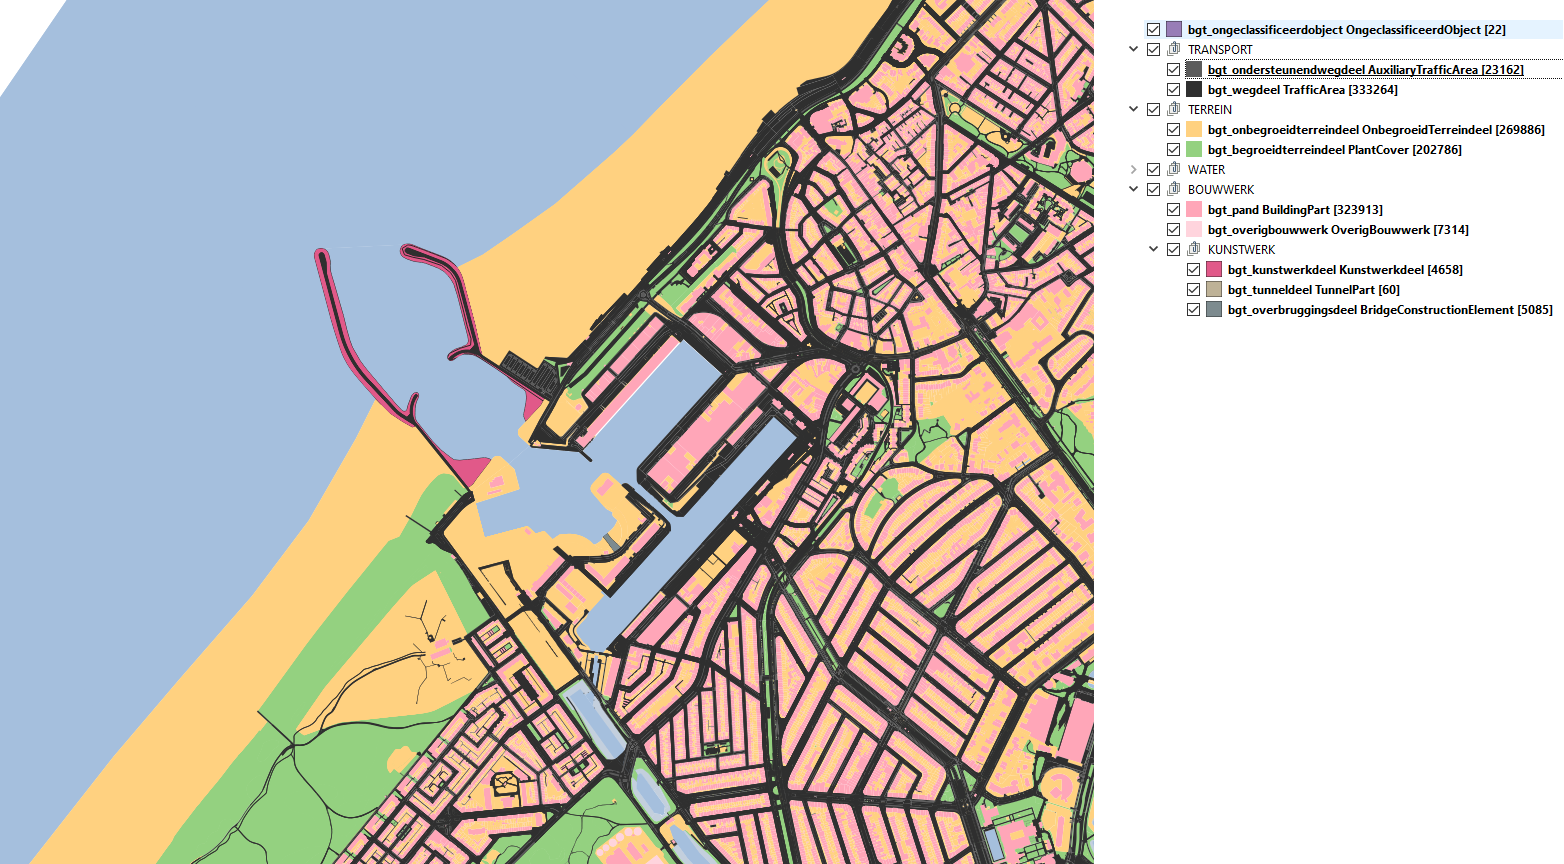 bgt_ongeclassificeerdobject OngeclassificeerdObject [22]
TRANSPORT
bgt_ondersteunendwegdeel AuxiliaryTrafficArea [23162]
bgt_wegdeel TrafficArea [333264]
TERREIN
bgt_onbegroeidterreindeel OnbegroeidTerreindeel [269886]
bgt_begroeidterreindeel PlantCover [202786]
WATER
BOUWWERK
bgt_pand BuildingPart [323913]
bgt_overigbouwwerk OverigBouwwerk [7314]
KUNSTWERK
bgt_kunstwerkdeel Kunstwerkdeel [4658]
bgt_tunneldeel TunnelPart [60]
bgt_overbruggingsdeel BridgeConstructionElement [5085]